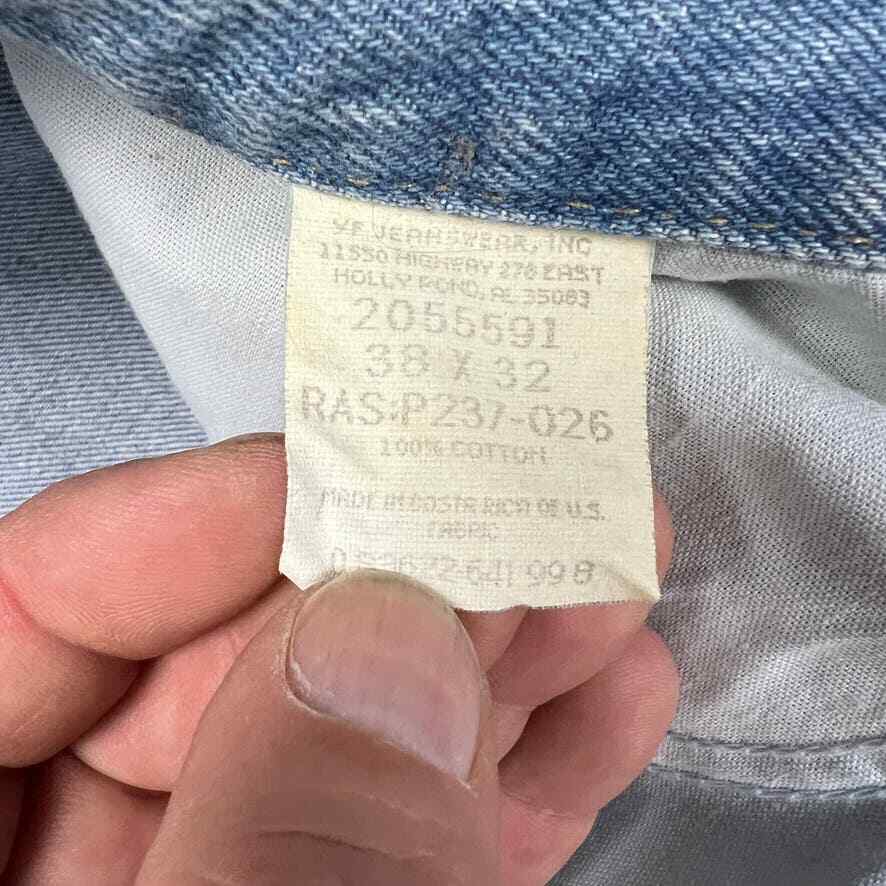 VF JEANSWEAR, INC
11550 HIGHWAY 278 EAST
HOLLY POND, AL 35083
2055591
38 X 32
RAS-P237-026
100% COTTON
MADE IN COSTA RICA OF U.S.
FABRIC
998